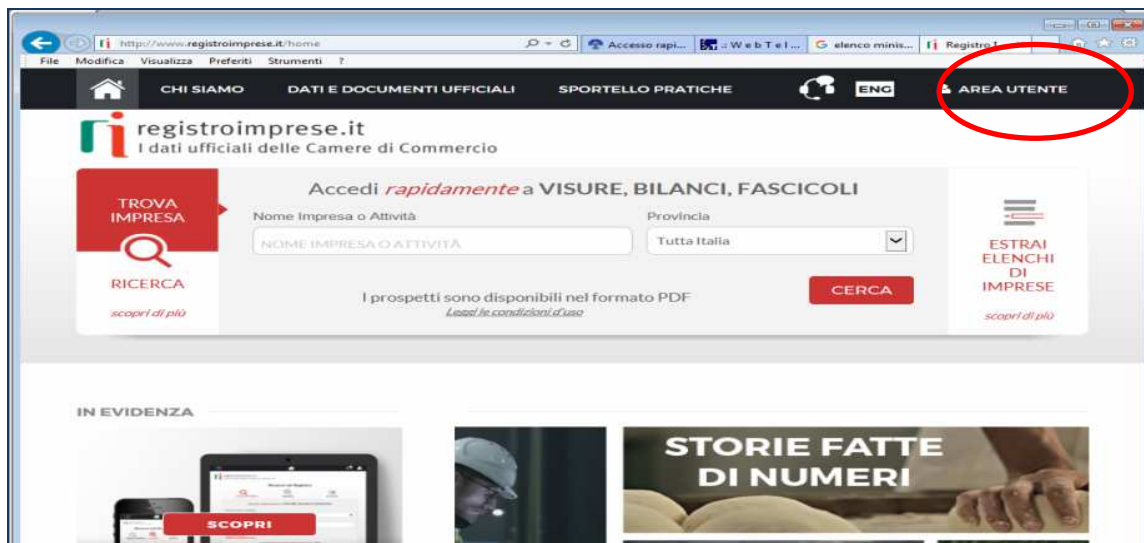 http://www.registroimprese.it/home
Accesso rapi...
.: W e b T e l ...
elenco minis...
File Modifica Visualizza Preferiti Strumenti ?
CHI SIAMO DATI E DOCUMENTI UFFICIALI SPORTELLO PRATICHE ENG AREA UTENTE
ri registroimprese.it
I dati ufficiali delle Camere di Commercio
TROVA
IMPRESA
RICERCA
scopri di più
Accedi rapidamente a VISURE, BILANCI, FASCICOLI
Nome Impresa o Attività Provincia
NOME IMPRESA O ATTIVITÀ Tutta Italia
I prospetti sono disponibili nel formato PDF CERCA
Leggi le condizioni d'uso
ESTRAI
ELENCHI
DI
IMPRESE
scopri di più
IN EVIDENZA
SCOPRI
STORIE FATTE
DI NUMERI